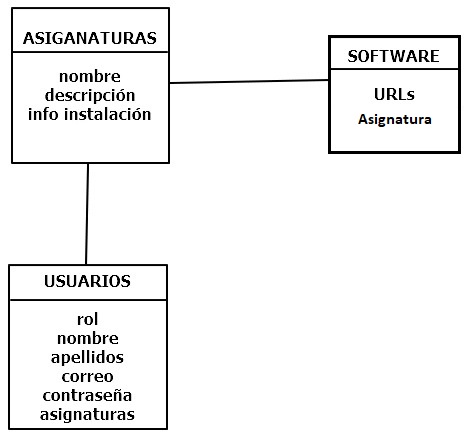 ASIGANATURAS
nombre
descripción
info instalación
SOFTWARE
URLs
Asignatura
USUARIOS
rol
nombre
apellidos
correo
contraseña
asignaturas